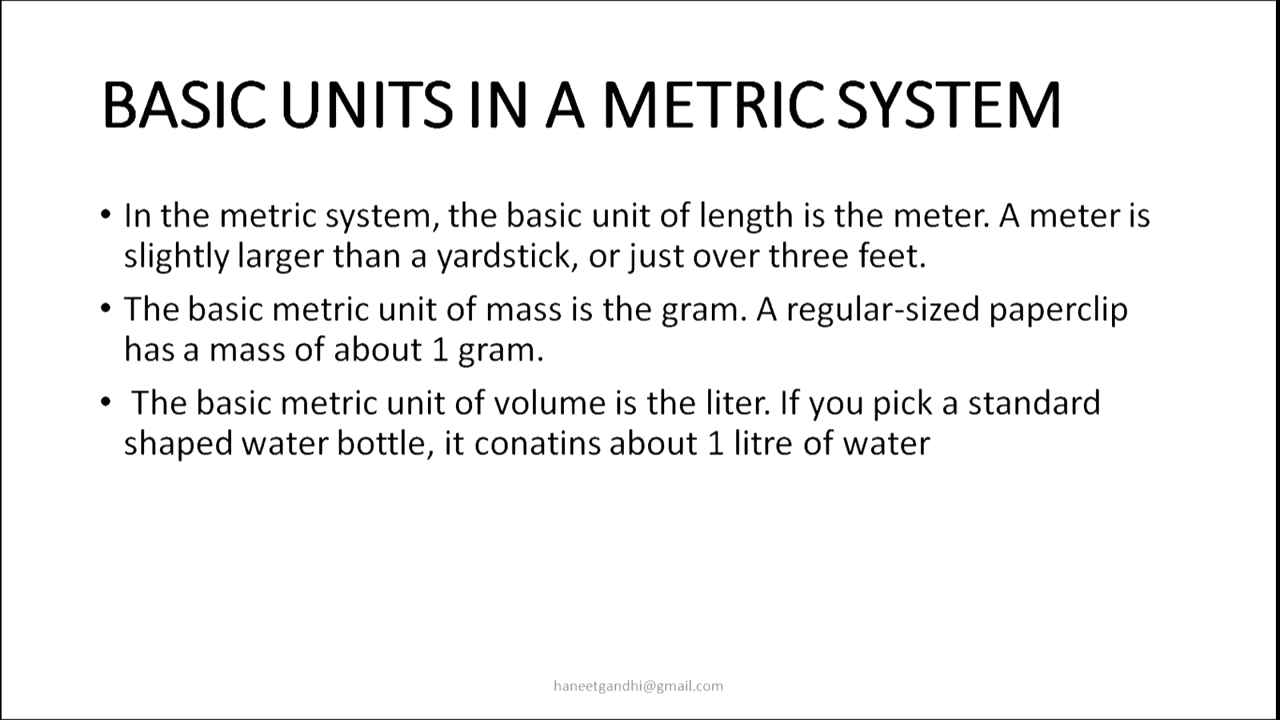 BASIC UNITS IN A METRIC SYSTEM
• In the metric system, the basic unit of length is the meter. A meter is
slightly larger than a yardstick, or just over three feet.
• The basic metric unit of mass is the gram. A regular-sized paperclip
has a mass of about 1 gram.
• The basic metric unit of volume is the liter. If you pick a standard
shaped water bottle, it conatins about 1 litre of water
haneetgandhi@gmail.com